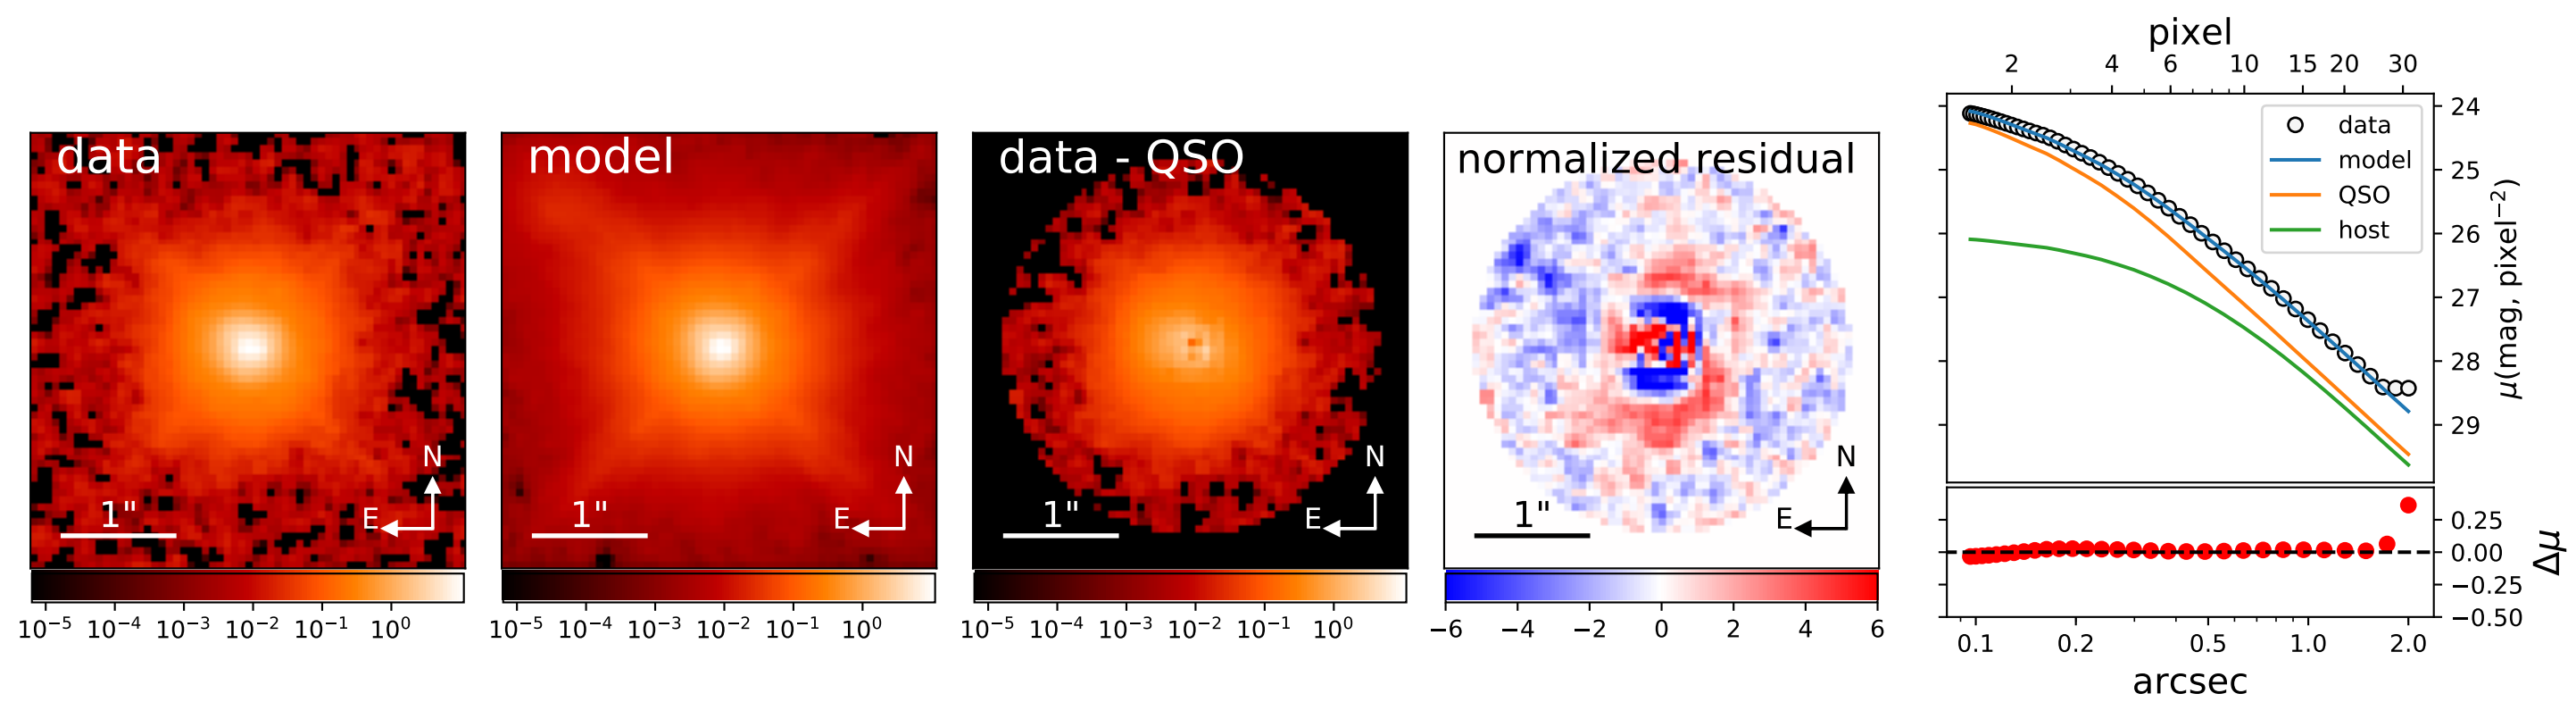 data
1"
N
E
10⁻⁵ 10⁻⁴ 10⁻³ 10⁻² 10⁻¹ 10⁰
model
1"
N
E
10⁻⁵ 10⁻⁴ 10⁻³ 10⁻² 10⁻¹ 10⁰
data - QSO
1"
N
E
10⁻⁵ 10⁻⁴ 10⁻³ 10⁻² 10⁻¹ 10⁰
normalized residual
1"
N
E
−6 −4 −2 0 2 4 6
pixel
2 4 6 10 15 20 30
data
model
QSO
host
24
25
26
27
28
29
μ(mag, pixel⁻²)
0.25
0.00
−0.25
−0.50
Δμ
0.1 0.2 0.5 1.0 2.0
arcsec